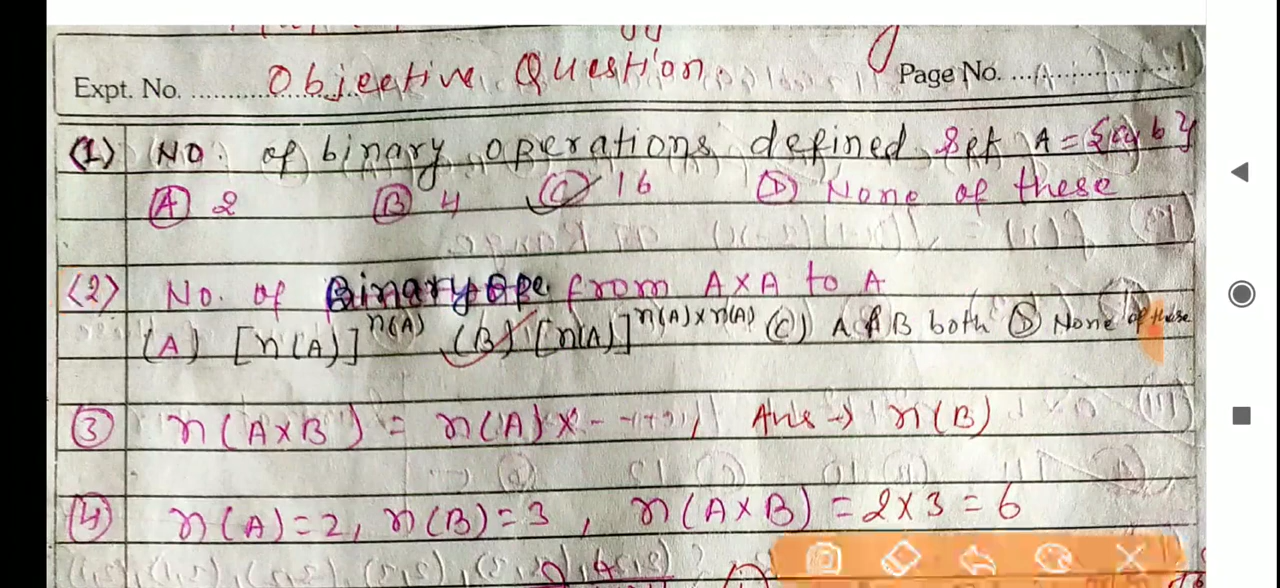 Expt. No. Objective Question Page No.
(1) No. of binary operations defined set A = {a, b}
(A) 2 (B) 4 (C) 16 (D) None of these
(2) No. of Binary Ope. from A×A to A
(A) [n(A)]^n(A) (B) [n(A)]^n(A)×n(A) (C) A & B both (D) None of these
(3) n(A×B) = n(A)× Ans → n(B)
(4) n(A)=2, n(B)=3, n(A×B) = 2×3 = 6